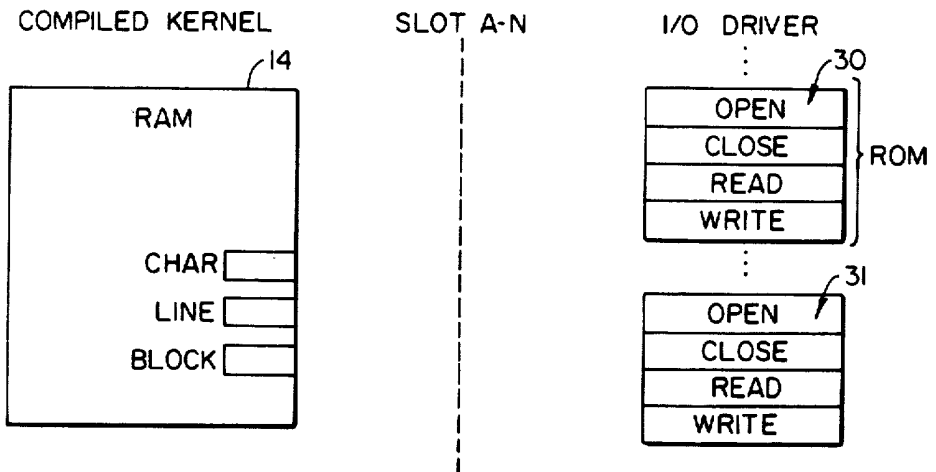 COMPILED KERNEL
SLOT A-N
I/O DRIVER
14
RAM
CHAR
LINE
BLOCK
30
OPEN
CLOSE
READ
WRITE
ROM
31
OPEN
CLOSE
READ
WRITE